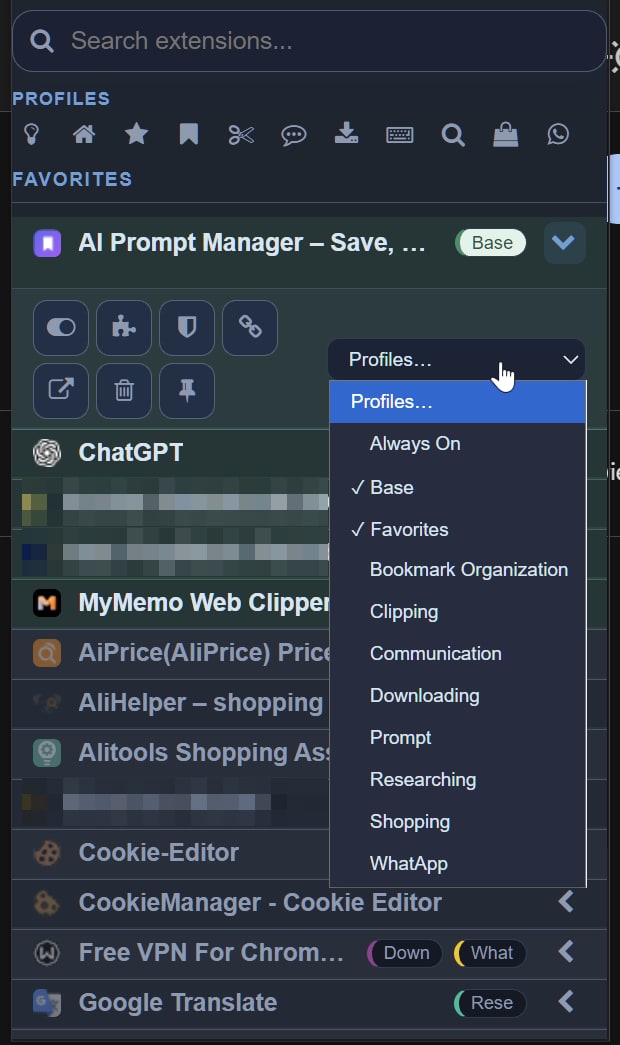 Search extensions...
PROFILES
FAVORITES
AI Prompt Manager – Save, ...
Base
Profiles...
Profiles...
Always On
✓ Base
✓ Favorites
Bookmark Organization
Clipping
Communication
Downloading
Prompt
Researching
Shopping
WhatApp
ChatGPT
MyMemo Web Clipper
AiPrice(AliPrice) Price
AliHelper – shopping
Alitools Shopping Ass
Cookie-Editor
CookieManager - Cookie Editor
Free VPN For Chrom...
Down
What
Google Translate
Rese